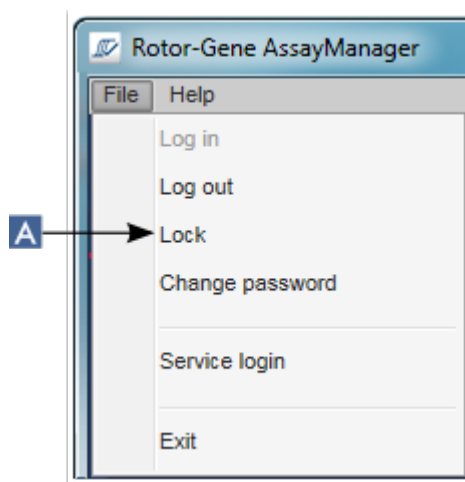 Rotor-Gene AssayManager
File Help
Log in
Log out
A Lock
Change password
Service login
Exit